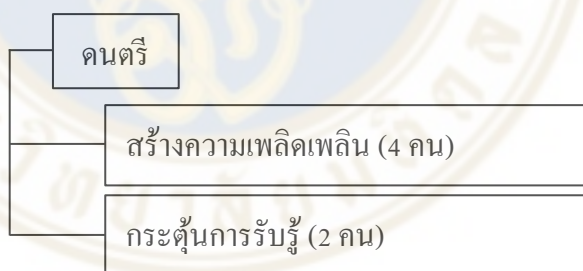 ดนตรี
สร้างความเพลิดเพลิน (4 คน)
กระตุ้นการรับรู้ (2 คน)